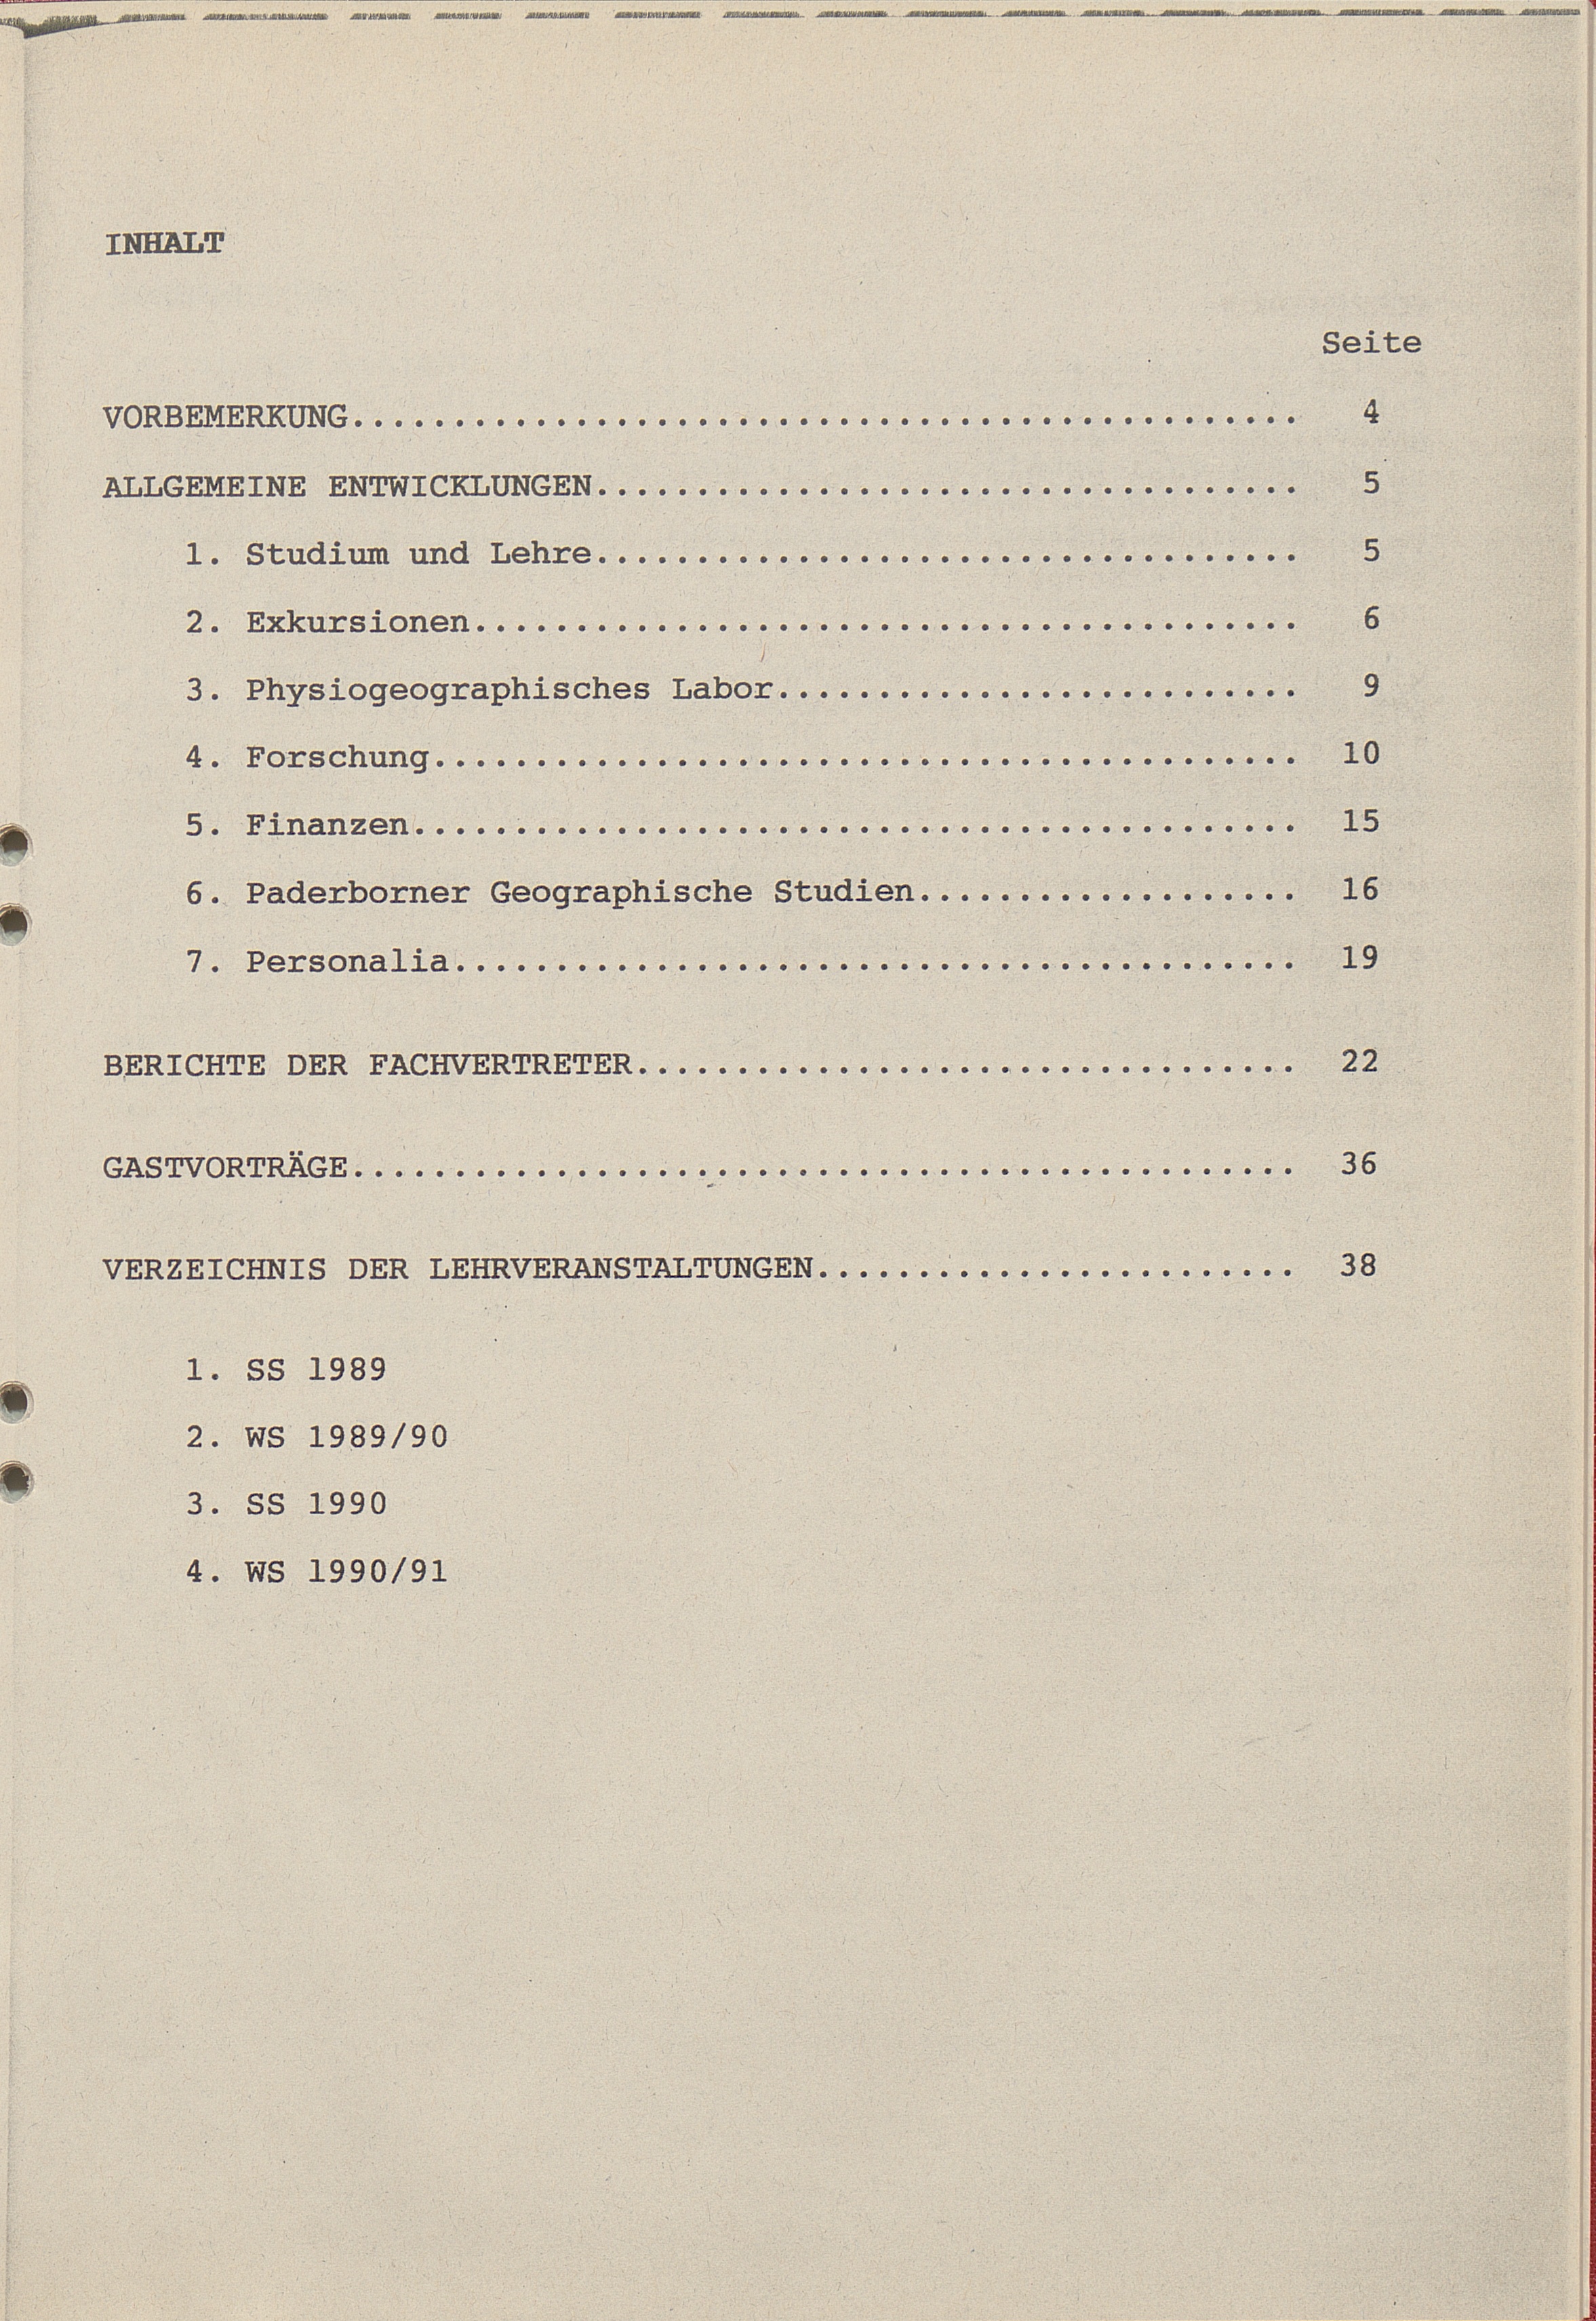 INHALT
Seite
VORBEMERKUNG............................................... 4
ALLGEMEINE ENTWICKLUNGEN................................... 5
1. Studium und Lehre................................... 5
2. Exkursionen......................................... 6
3. Physiogeographisches Labor.......................... 9
4. Forschung........................................... 10
5. Finanzen............................................ 15
6. Paderborner Geographische Studien................... 16
7. Personalia.......................................... 19
BERICHTE DER FACHVERTRETER................................. 22
GASTVORTRÄGE............................................... 36
VERZEICHNIS DER LEHRVERANSTALTUNGEN........................ 38
1. SS 1989
2. WS 1989/90
3. SS 1990
4. WS 1990/91